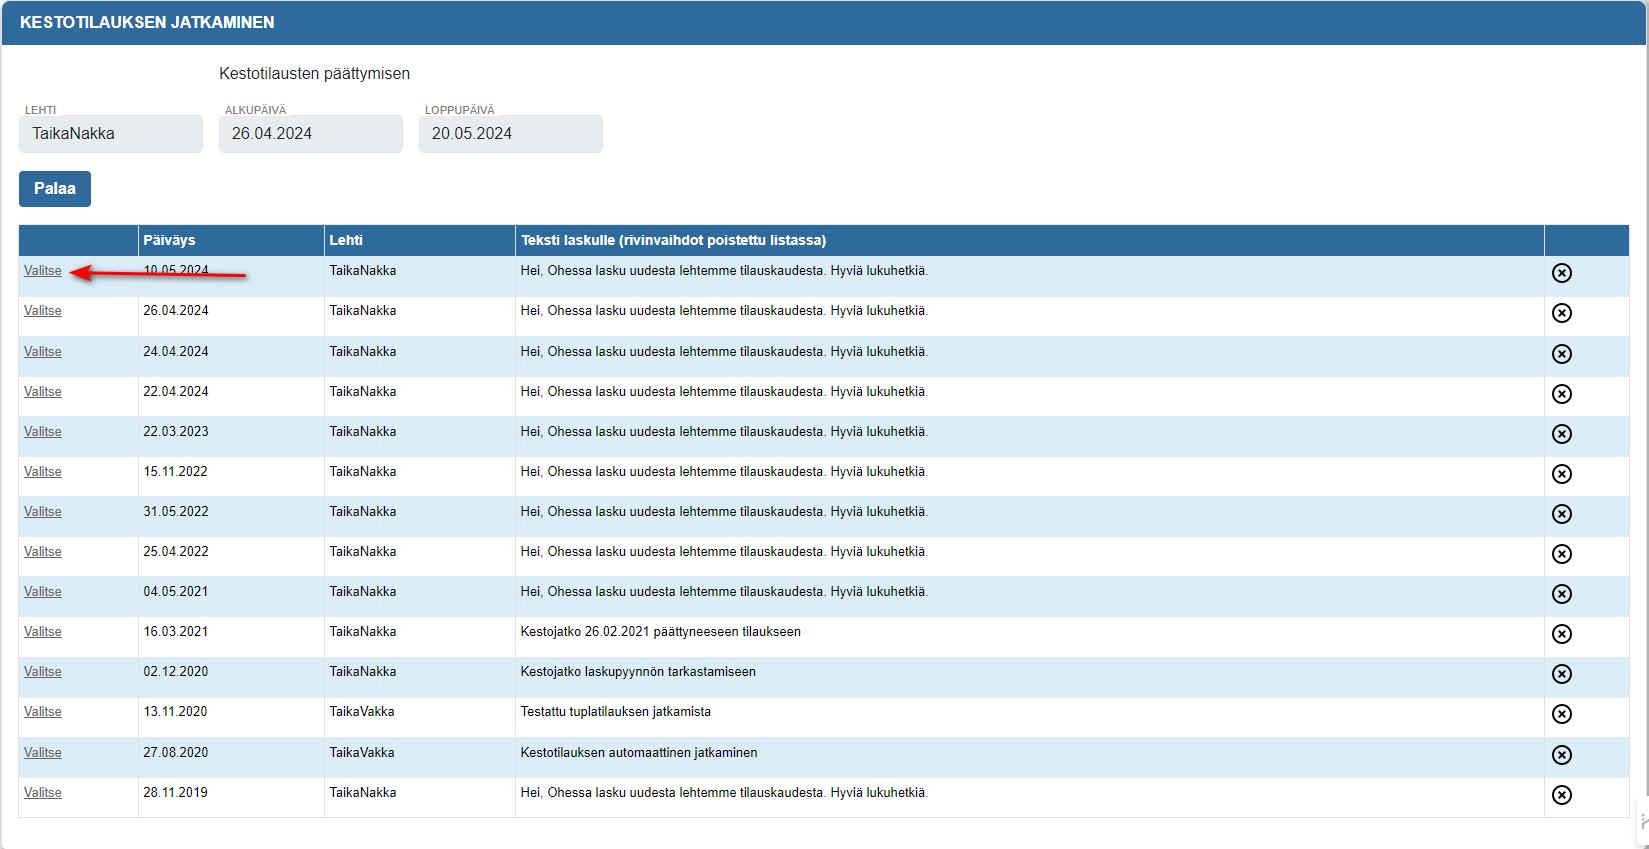 KESTOTILAUKSEN JATKAMINEN
Kestotilausten päättymisen
LEHTI ALKUPÄIVÄ LOPPUPÄIVÄ
TaikaNakka 26.04.2024 20.05.2024
Palaa
Päiväys Lehti Teksti laskulle (rivinvaihdot poistettu listassa)
Valitse 10.05.2024 TaikaNakka Hei, Ohessa lasku uudesta lehtemme tilauskaudesta. Hyviä lukuhetkiä.
Valitse 26.04.2024 TaikaNakka Hei, Ohessa lasku uudesta lehtemme tilauskaudesta. Hyviä lukuhetkiä.
Valitse 24.04.2024 TaikaNakka Hei, Ohessa lasku uudesta lehtemme tilauskaudesta. Hyviä lukuhetkiä.
Valitse 22.04.2024 TaikaNakka Hei, Ohessa lasku uudesta lehtemme tilauskaudesta. Hyviä lukuhetkiä.
Valitse 22.03.2023 TaikaNakka Hei, Ohessa lasku uudesta lehtemme tilauskaudesta. Hyviä lukuhetkiä.
Valitse 15.11.2022 TaikaNakka Hei, Ohessa lasku uudesta lehtemme tilauskaudesta. Hyviä lukuhetkiä.
Valitse 31.05.2022 TaikaNakka Hei, Ohessa lasku uudesta lehtemme tilauskaudesta. Hyviä lukuhetkiä.
Valitse 25.04.2022 TaikaNakka Hei, Ohessa lasku uudesta lehtemme tilauskaudesta. Hyviä lukuhetkiä.
Valitse 04.05.2021 TaikaNakka Hei, Ohessa lasku uudesta lehtemme tilauskaudesta. Hyviä lukuhetkiä.
Valitse 16.03.2021 TaikaNakka Kestojatko 26.02.2021 päättyneeseen tilaukseen
Valitse 02.12.2020 TaikaNakka Kestojatko laskupyynnön tarkastamiseen
Valitse 13.11.2020 TaikaVakka Testattu tuplatilauksen jatkamista
Valitse 27.08.2020 TaikaVakka Kestotilauksen automaattinen jatkaminen
Valitse 28.11.2019 TaikaNakka Hei, Ohessa lasku uudesta lehtemme tilauskaudesta. Hyviä lukuhetkiä.